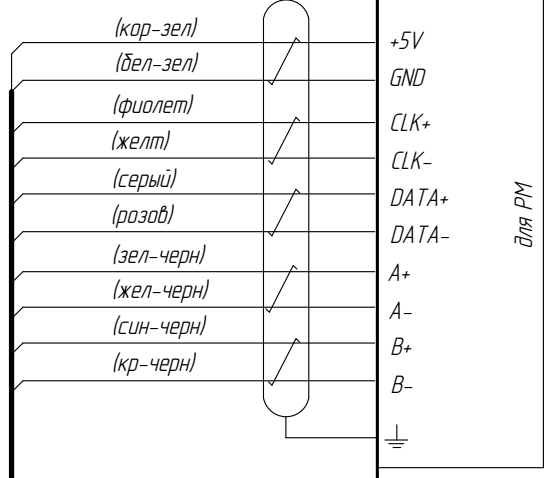 (кор-зел) +5V
(бел-зел) GND
(фиолет) CLK+
(желт) CLK-
(серый) DATA+
(розов) DATA-
(зел-черн) A+
(жел-черн) A-
(син-черн) B+
(кр-черн) B-
для РМ